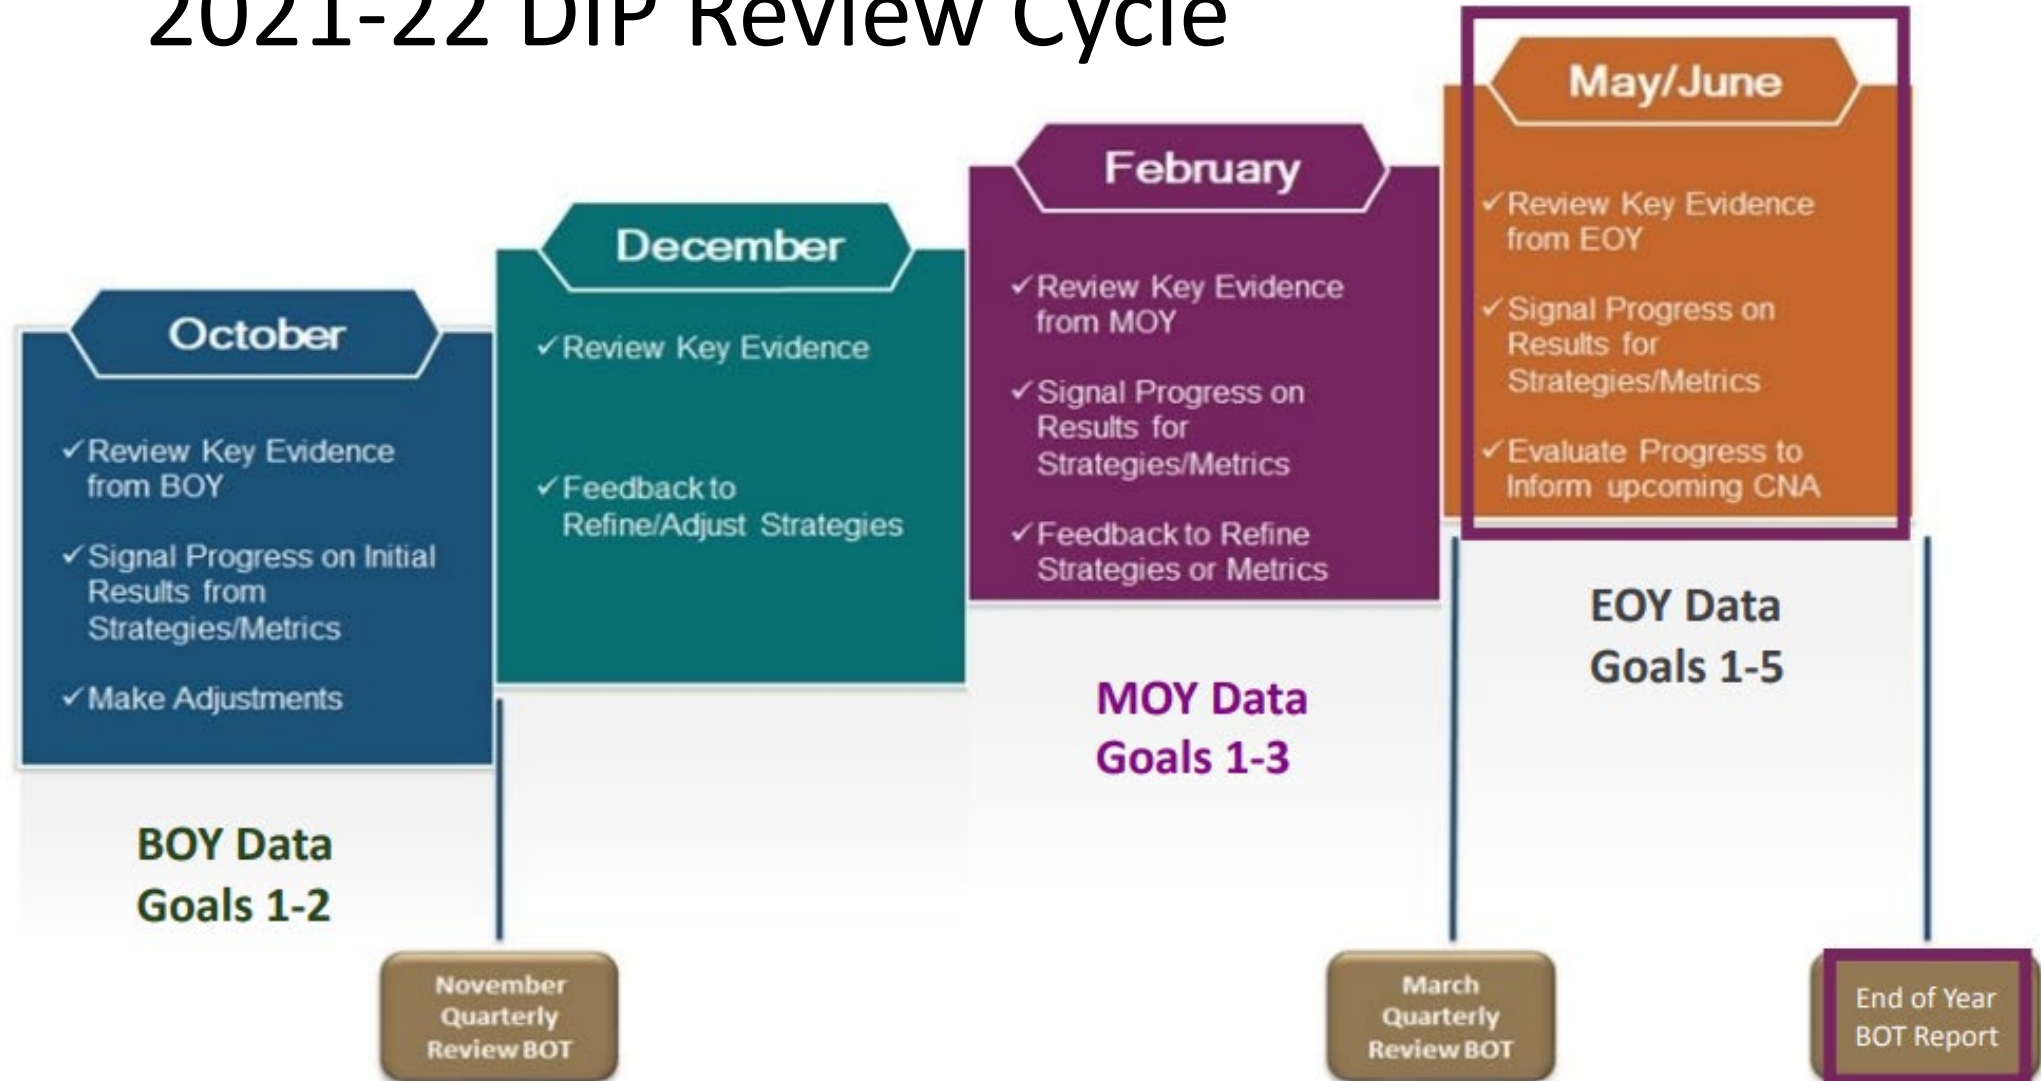 2021-22 DIP Review Cycle
October
✓Review Key Evidence
from BOY
✓Signal Progress on Initial
Results from
Strategies/Metrics
✓Make Adjustments
BOY Data
Goals 1-2
December
✓Review Key Evidence
✓Feedback to
Refine/Adjust Strategies
February
✓Review Key Evidence
from MOY
✓Signal Progress on
Results for
Strategies/Metrics
✓Feedback to Refine
Strategies or Metrics
MOY Data
Goals 1-3
May/June
✓Review Key Evidence
from EOY
✓Signal Progress on
Results for
Strategies/Metrics
✓Evaluate Progress to
Inform upcoming CNA
EOY Data
Goals 1-5
November
Quarterly
Review BOT
March
Quarterly
Review BOT
End of Year
BOT Report